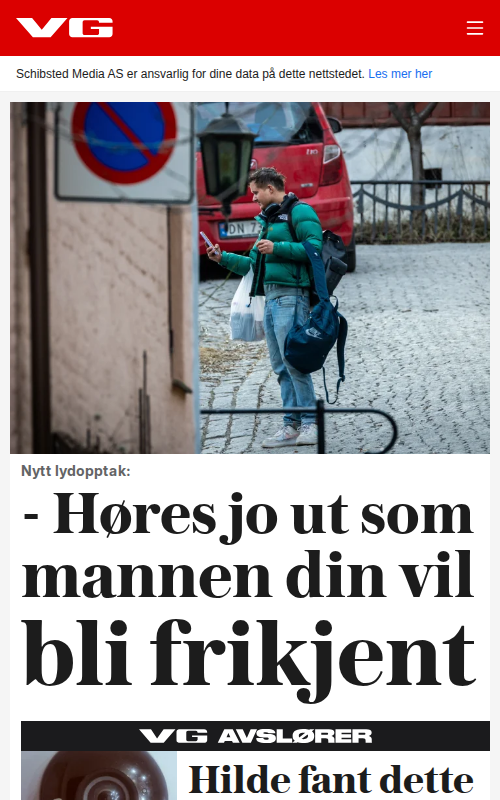 VG
Schibsted Media AS er ansvarlig for dine data på dette nettstedet. Les mer her
Nytt lydopptak:
- Høres jo ut som
mannen din vil
bli frikjent
VG AVSLØRER
Hilde fant dette